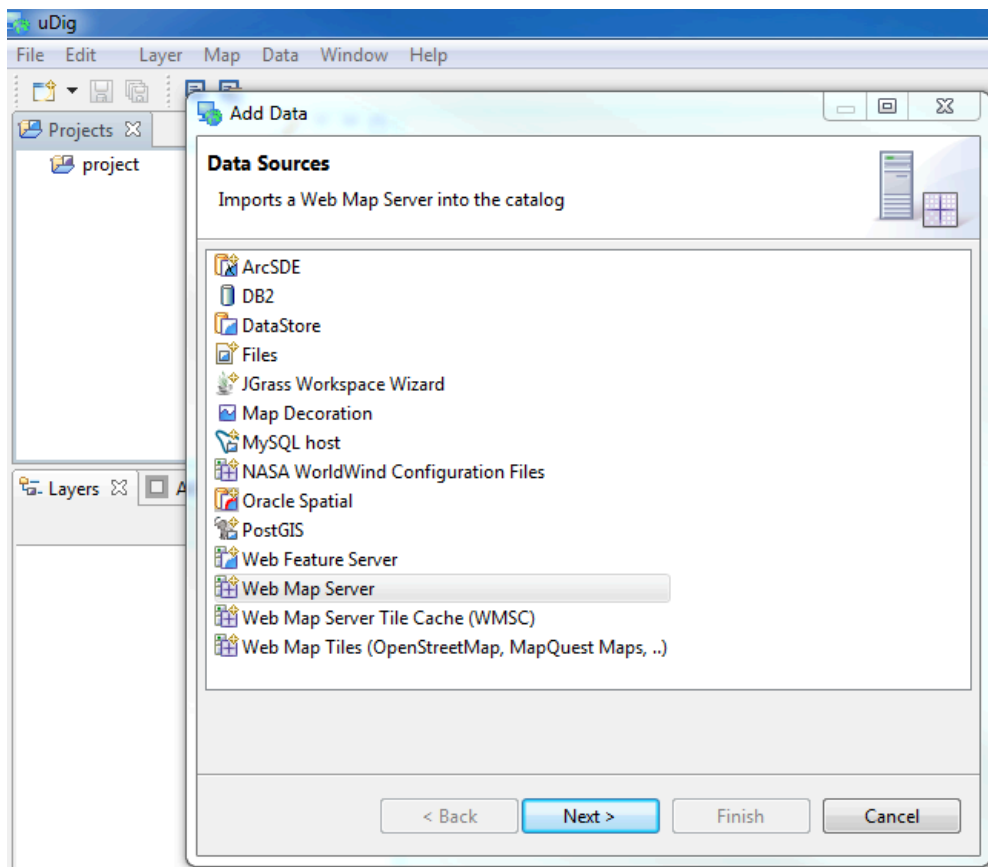 uDig
File Edit Layer Map Data Window Help
Projects
project
Layers A
Add Data
Data Sources
Imports a Web Map Server into the catalog
ArcSDE
DB2
DataStore
Files
JGrass Workspace Wizard
Map Decoration
MySQL host
NASA WorldWind Configuration Files
Oracle Spatial
PostGIS
Web Feature Server
Web Map Server
Web Map Server Tile Cache (WMSC)
Web Map Tiles (OpenStreetMap, MapQuest Maps, ..)
< Back Next > Finish Cancel